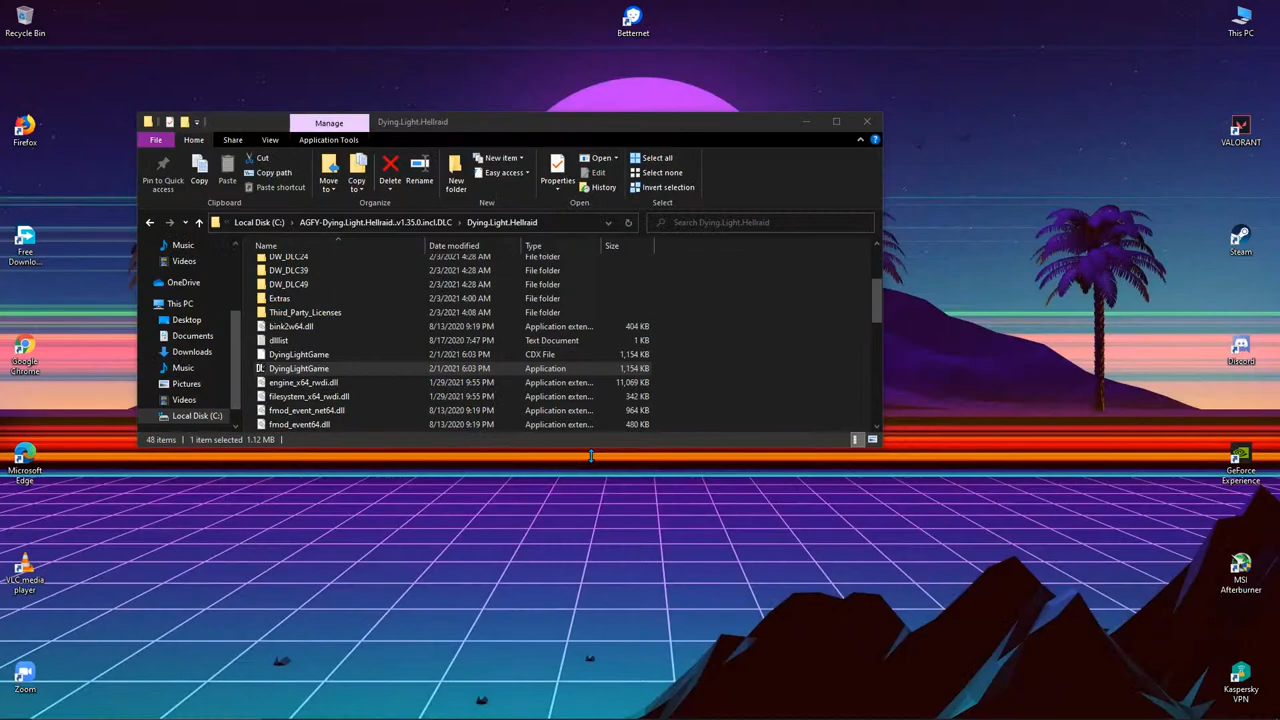 Recycle Bin
Betternet
This PC
Manage
Dying.Light.Hellraid
File
Home
Share
View
Application Tools
Pin to Quick
access
Copy
Paste
Cut
Copy path
Paste shortcut
Move
to
Copy
to
Delete
Rename
New
folder
New item
Easy access
Properties
Open
Edit
History
Select all
Select none
Invert selection
Clipboard
Organize
New
Open
Select
Local Disk (C:)
AGFY-Dying.Light.Hellraid..v1.35.0.incl.DLC
Dying.Light.Hellraid
Search Dying.Light.Hellraid
Music
Videos
OneDrive
This PC
Desktop
Documents
Downloads
Music
Pictures
Videos
Local Disk (C:)
Name Date modified Type Size
DW_DLC24 2/3/2021 4:28 AM File folder
DW_DLC39 2/3/2021 4:28 AM File folder
DW_DLC49 2/3/2021 4:28 AM File folder
Extras 2/3/2021 4:00 AM File folder
Third_Party_Licenses 2/3/2021 4:08 AM File folder
bink2w64.dll 8/13/2020 9:19 PM Application exten... 404 KB
dlllist 8/17/2020 7:47 PM Text Document 1 KB
DyingLightGame 2/1/2021 6:03 PM CDX File 1,154 KB
DyingLightGame 2/1/2021 6:03 PM Application 1,154 KB
engine_x64_rwdi.dll 1/29/2021 9:55 PM Application exten... 11,069 KB
filesystem_x64_rwdi.dll 1/29/2021 9:55 PM Application exten... 342 KB
fmod_event_net64.dll 8/13/2020 9:19 PM Application exten... 964 KB
fmod_event64.dll 8/13/2020 9:19 PM Application exten... 480 KB
48 items
1 item selected 1.12 MB
Firefox
Free
Downlo...
Google
Chrome
Microsoft
Edge
VLC media
player
Zoom
VALORANT
Steam
Discord
GeForce
Experience
MSI
Afterburner
Kaspersky
VPN